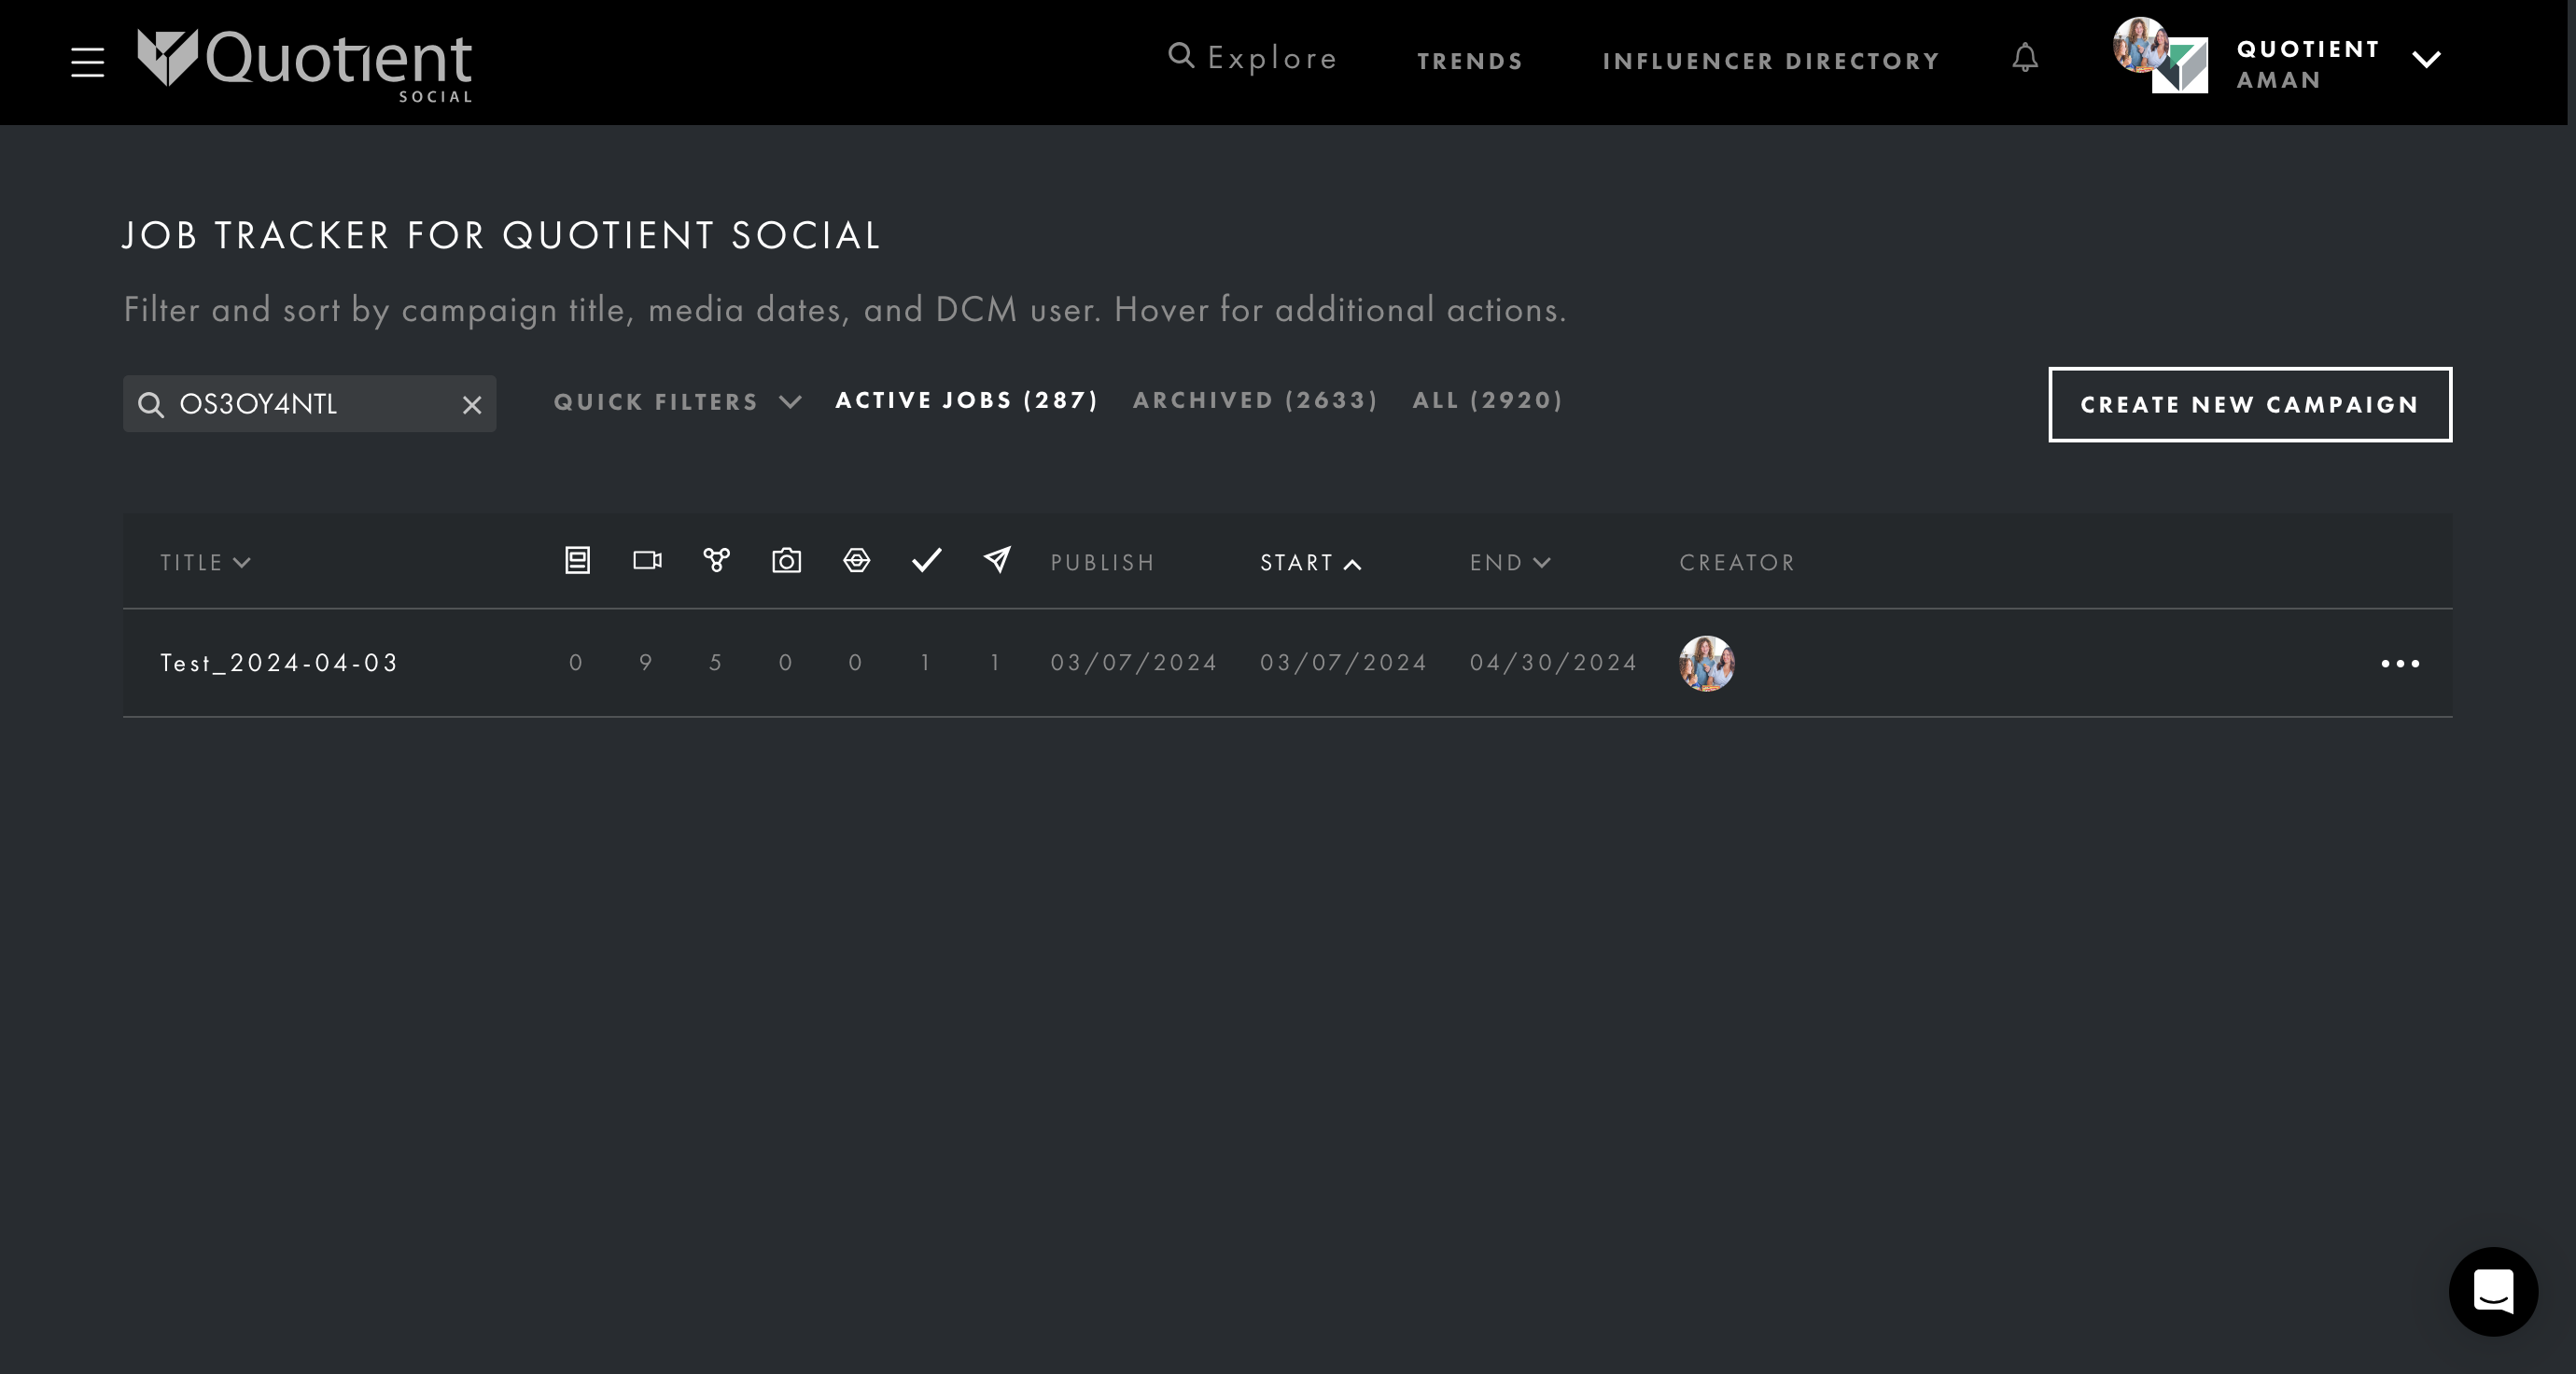 Quotient
SOCIAL
Explore
TRENDS
INFLUENCER DIRECTORY
QUOTIENT
AMAN
JOB TRACKER FOR QUOTIENT SOCIAL
Filter and sort by campaign title, media dates, and DCM user. Hover for additional actions.
OS3OY4NTL
QUICK FILTERS
ACTIVE JOBS (287)
ARCHIVED (2633)
ALL (2920)
CREATE NEW CAMPAIGN
TITLE PUBLISH START END CREATOR
Test_2024-04-03 0 9 5 0 0 1 1 03/07/2024 03/07/2024 04/30/2024